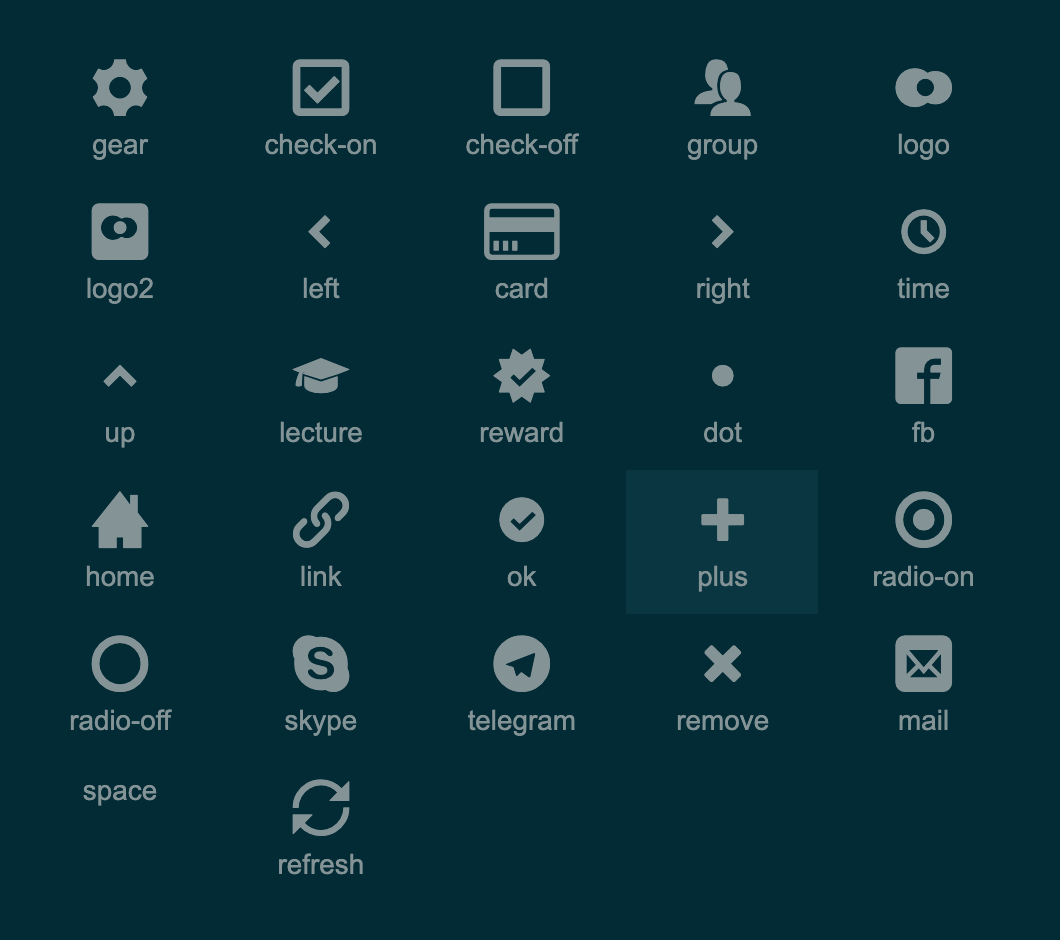 gear
check-on
check-off
group
logo
logo2
left
card
right
time
up
lecture
reward
dot
fb
home
link
ok
plus
radio-on
radio-off
skype
telegram
remove
mail
space
refresh